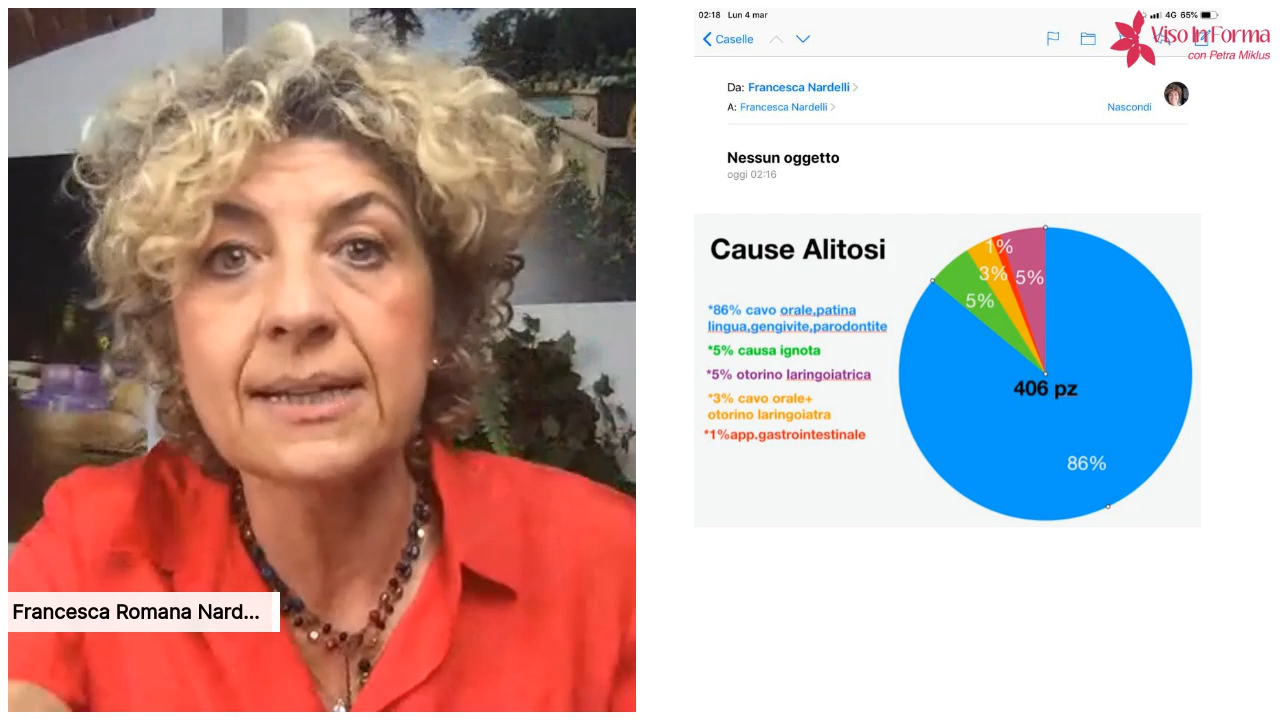 Francesca Romana Nard...
02:18 Lun 4 mar
4G 65%
Caselle
Viso InForma
con Petra Miklus
Da: Francesca Nardelli
A: Francesca Nardelli
Nascondi
Nessun oggetto
oggi 02:16
Cause Alitosi
*86% cavo orale,patina
lingua,gengivite,parodontite
*5% causa ignota
*5% otorino laringoiatrica
*3% cavo orale+
otorino laringoiatra
*1%app.gastrointestinale
1%
3%
5%
5%
406 pz
86%